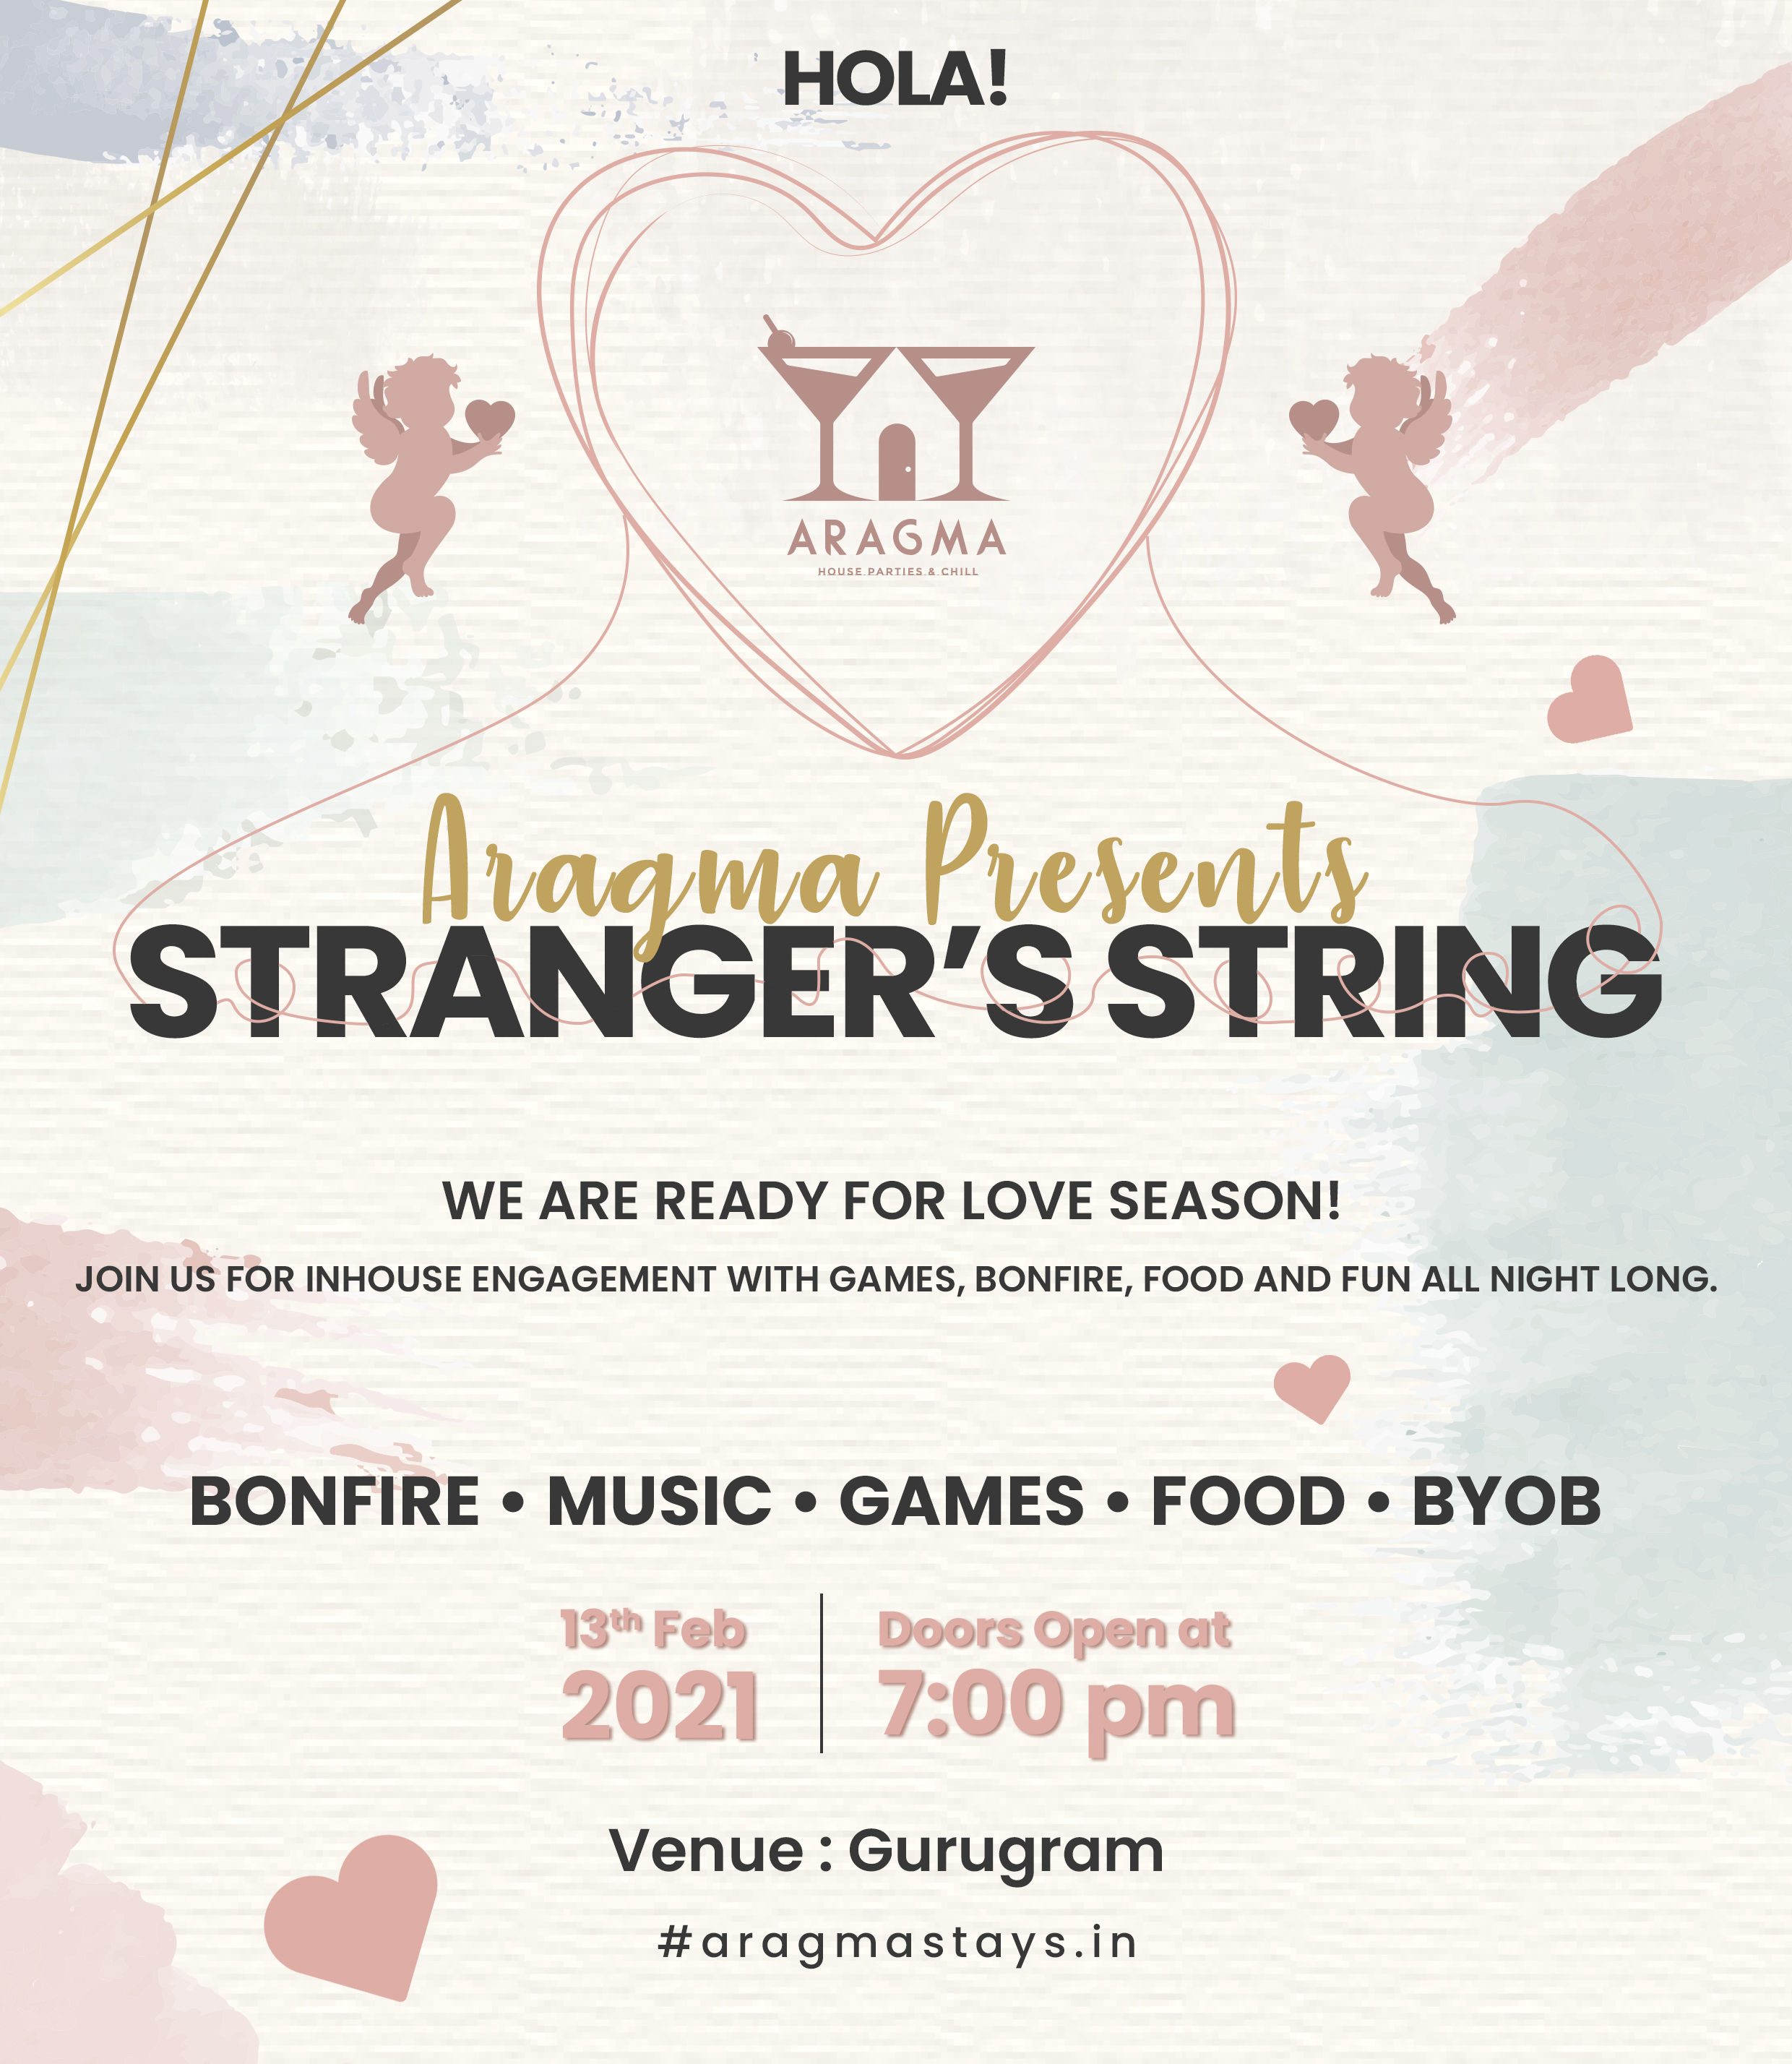 HOLA!
ARAGMA
HOUSE.PARTIES.&.CHILL
Aragma Presents
STRANGER’S STRING
WE ARE READY FOR LOVE SEASON!
JOIN US FOR INHOUSE ENGAGEMENT WITH GAMES, BONFIRE, FOOD AND FUN ALL NIGHT LONG.
BONFIRE • MUSIC • GAMES • FOOD • BYOB
13th Feb
2021
Doors Open at
7:00 pm
Venue : Gurugram
#aragmastays.in